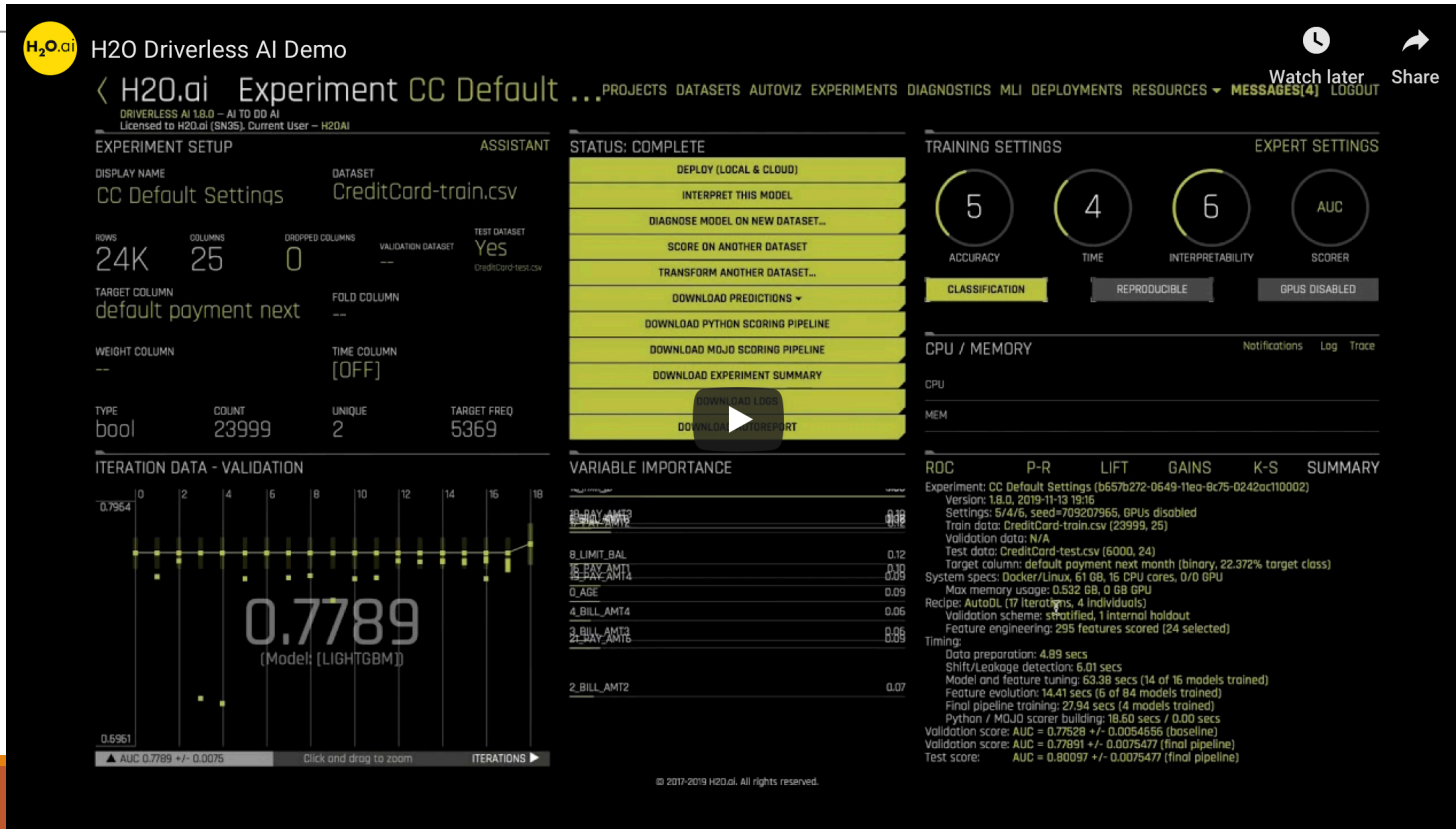 H2O.ai
H2O Driverless AI Demo
Watch later
Share
H2O.ai Experiment CC Default ...
PROJECTS DATASETS AUTOVIZ EXPERIMENTS DIAGNOSTICS MLI DEPLOYMENTS RESOURCES MESSAGES[4] LOGOUT
DRIVERLESS AI 1.8.0 – AI TO DO AI
Licensed to H2O.ai (SN35). Current User – H2OAI
EXPERIMENT SETUP
ASSISTANT
DISPLAY NAME
CC Default Settings
DATASET
CreditCard-train.csv
ROWS
24K
COLUMNS
25
DROPPED COLUMNS
0
VALIDATION DATASET
--
TEST DATASET
Yes
CreditCard-test.csv
TARGET COLUMN
default payment next
FOLD COLUMN
--
WEIGHT COLUMN
--
TIME COLUMN
[OFF]
TYPE
bool
COUNT
23999
UNIQUE
2
TARGET FREQ
5369
STATUS: COMPLETE
DEPLOY (LOCAL & CLOUD)
INTERPRET THIS MODEL
DIAGNOSE MODEL ON NEW DATASET...
SCORE ON ANOTHER DATASET
TRANSFORM ANOTHER DATASET...
DOWNLOAD PREDICTIONS
DOWNLOAD PYTHON SCORING PIPELINE
DOWNLOAD MOJO SCORING PIPELINE
DOWNLOAD EXPERIMENT SUMMARY
DOWNLOAD LOGS
DOWNLOAD AUTOREPORT
TRAINING SETTINGS
EXPERT SETTINGS
5
ACCURACY
4
TIME
6
INTERPRETABILITY
AUC
SCORER
CLASSIFICATION
REPRODUCIBLE
GPUS DISABLED
CPU / MEMORY
Notifications Log Trace
CPU
MEM
ITERATION DATA - VALIDATION
0 2 4 6 8 10 12 14 16 18
0.7964
0.7789
(Model: [LIGHTGBM])
0.6961
▲ AUC 0.7789 +/- 0.0075
Click and drag to zoom
ITERATIONS ▶
VARIABLE IMPORTANCE
8_LIMIT_BAL 0.12
0_AGE 0.09
4_BILL_AMT4 0.06
2_BILL_AMT2 0.07
ROC P-R LIFT GAINS K-S SUMMARY
Experiment: CC Default Settings (b657b272-0649-11ea-8c75-0242ac110002)
Version: 1.8.0, 2019-11-13 19:16
Settings: 5/4/6, seed=709207965, GPUs disabled
Train data: CreditCard-train.csv (23999, 25)
Validation data: N/A
Test data: CreditCard-test.csv (6000, 24)
Target column: default payment next month (binary, 22.372% target class)
System specs: Docker/Linux, 61 GB, 16 CPU cores, 0/0 GPU
Max memory usage: 0.532 GB, 0 GB GPU
Recipe: AutoDL (17 iterations, 4 individuals)
Validation scheme: stratified, 1 internal holdout
Feature engineering: 295 features scored (24 selected)
Timing:
Data preparation: 4.89 secs
Shift/Leakage detection: 6.01 secs
Model and feature tuning: 63.38 secs (14 of 16 models trained)
Feature evolution: 14.41 secs (6 of 84 models trained)
Final pipeline training: 27.94 secs (4 models trained)
Python / MOJO scorer building: 18.60 secs / 0.00 secs
Validation score: AUC = 0.77528 +/- 0.0054656 (baseline)
Validation score: AUC = 0.77891 +/- 0.0075477 (final pipeline)
Test score: AUC = 0.80097 +/- 0.0075477 (final pipeline)
© 2017-2019 H2O.ai. All rights reserved.